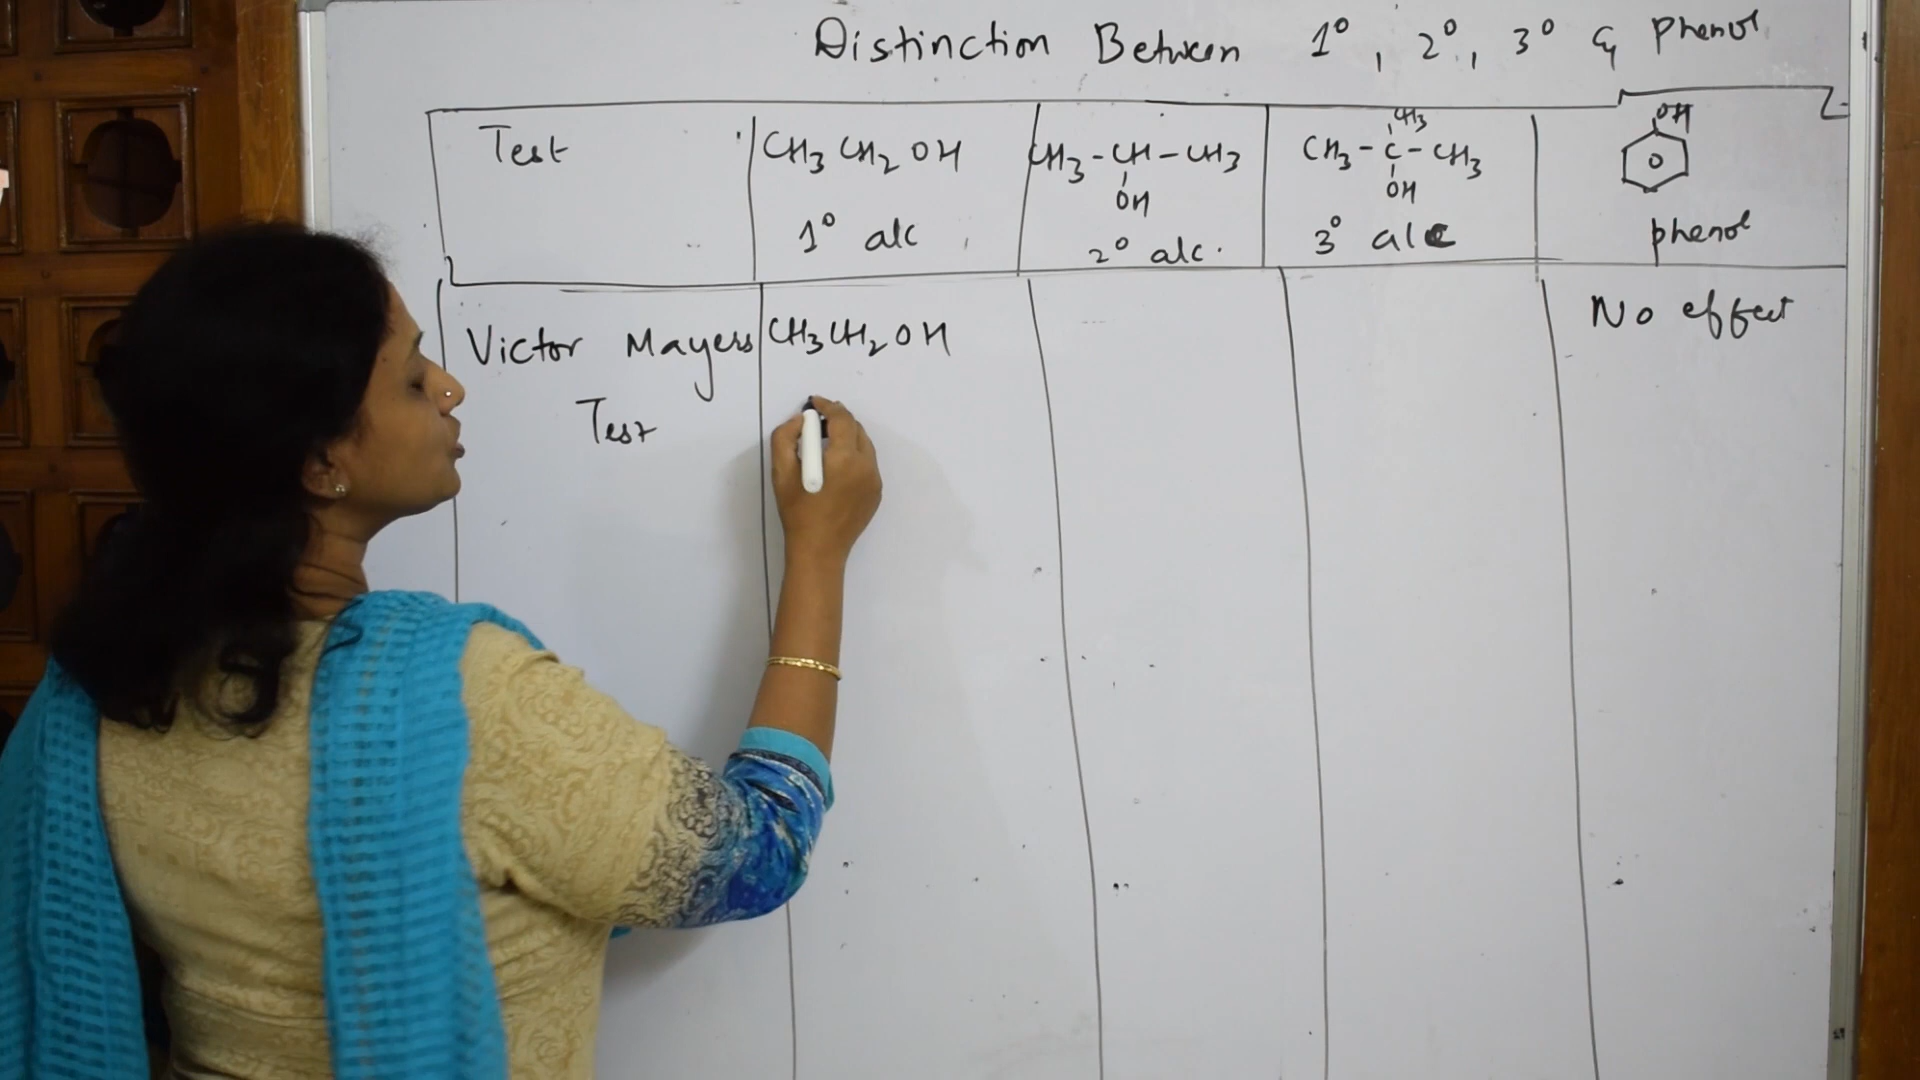 Distinction Between 1°, 2°, 3° & Phenol
Test
CH3 CH2 OH
1° alc
CH3-CH-CH3
OH
2° alc.
CH3
CH3-C-CH3
OH
3° alc
OH
phenol
Victor Mayers
Test
CH3CH2OH
No effect